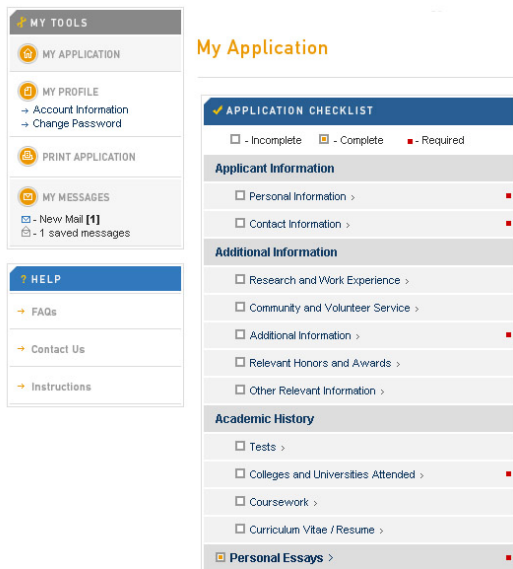 MY TOOLS
MY APPLICATION
MY PROFILE
→ Account Information
→ Change Password
PRINT APPLICATION
MY MESSAGES
- New Mail [1]
- 1 saved messages
? HELP
→ FAQs
→ Contact Us
→ Instructions
My Application
APPLICATION CHECKLIST
- Incomplete - Complete - Required
Applicant Information
Personal Information >
Contact Information >
Additional Information
Research and Work Experience >
Community and Volunteer Service >
Additional Information >
Relevant Honors and Awards >
Other Relevant Information >
Academic History
Tests >
Colleges and Universities Attended >
Coursework >
Curriculum Vitae / Resume >
Personal Essays >